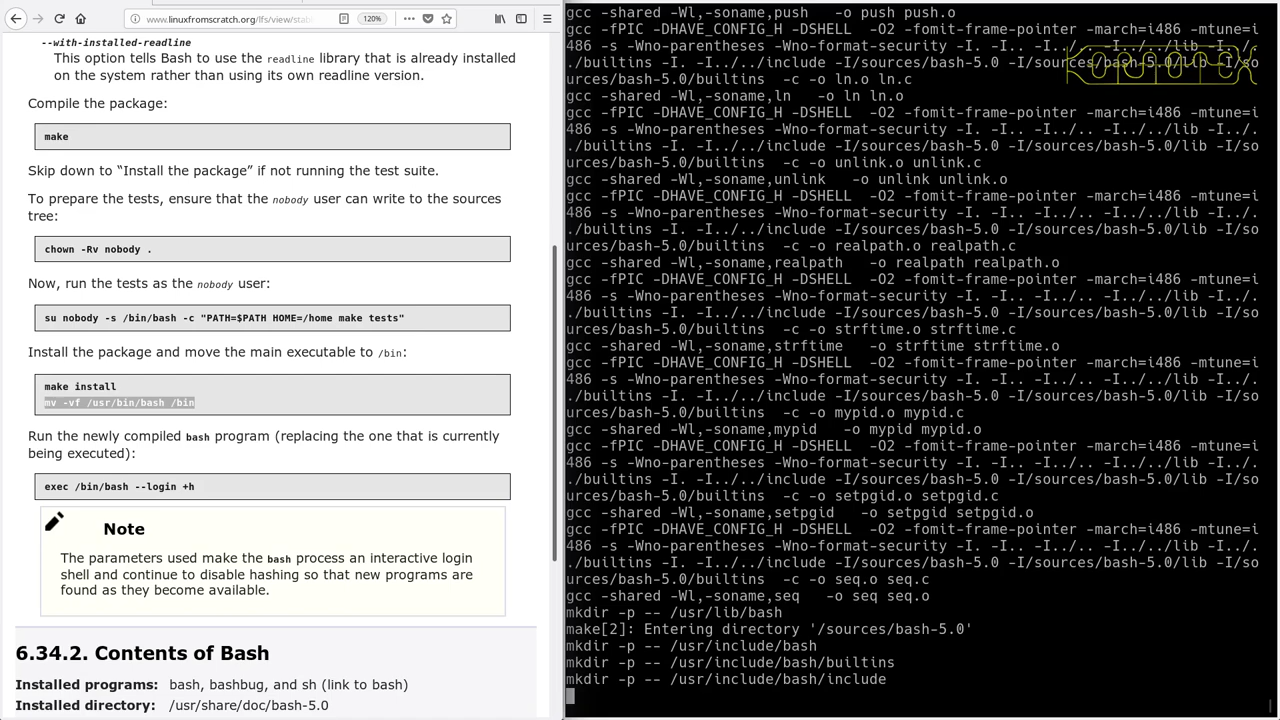 www.linuxfromscratch.org/lfs/view/stab
120%
--with-installed-readline
This option tells Bash to use the readline library that is already installed
on the system rather than using its own readline version.
Compile the package:
make
Skip down to “Install the package” if not running the test suite.
To prepare the tests, ensure that the nobody user can write to the sources
tree:
chown -Rv nobody .
Now, run the tests as the nobody user:
su nobody -s /bin/bash -c "PATH=$PATH HOME=/home make tests"
Install the package and move the main executable to /bin:
make install
mv -vf /usr/bin/bash /bin
Run the newly compiled bash program (replacing the one that is currently
being executed):
exec /bin/bash --login +h
Note
The parameters used make the bash process an interactive login
shell and continue to disable hashing so that new programs are
found as they become available.
6.34.2. Contents of Bash
Installed programs: bash, bashbug, and sh (link to bash)
Installed directory: /usr/share/doc/bash-5.0
gcc -shared -Wl,-soname,push   -o push push.o
gcc -fPIC -DHAVE_CONFIG_H -DSHELL  -O2 -fomit-frame-pointer -march=i486 -mtune=i
486 -s -Wno-parentheses -Wno-format-security -I. -I.. -I../.. -I../../lib -I../.
./builtins -I. -I../../include -I/sources/bash-5.0 -I/sources/bash-5.0/lib -I/so
urces/bash-5.0/builtins  -c -o ln.o ln.c
gcc -shared -Wl,-soname,ln   -o ln ln.o
gcc -fPIC -DHAVE_CONFIG_H -DSHELL  -O2 -fomit-frame-pointer -march=i486 -mtune=i
486 -s -Wno-parentheses -Wno-format-security -I. -I.. -I../.. -I../../lib -I../.
./builtins -I. -I../../include -I/sources/bash-5.0 -I/sources/bash-5.0/lib -I/so
urces/bash-5.0/builtins  -c -o unlink.o unlink.c
gcc -shared -Wl,-soname,unlink   -o unlink unlink.o
gcc -fPIC -DHAVE_CONFIG_H -DSHELL  -O2 -fomit-frame-pointer -march=i486 -mtune=i
486 -s -Wno-parentheses -Wno-format-security -I. -I.. -I../.. -I../../lib -I../.
./builtins -I. -I../../include -I/sources/bash-5.0 -I/sources/bash-5.0/lib -I/so
urces/bash-5.0/builtins  -c -o realpath.o realpath.c
gcc -shared -Wl,-soname,realpath   -o realpath realpath.o
gcc -fPIC -DHAVE_CONFIG_H -DSHELL  -O2 -fomit-frame-pointer -march=i486 -mtune=i
486 -s -Wno-parentheses -Wno-format-security -I. -I.. -I../.. -I../../lib -I../.
./builtins -I. -I../../include -I/sources/bash-5.0 -I/sources/bash-5.0/lib -I/so
urces/bash-5.0/builtins  -c -o strftime.o strftime.c
gcc -shared -Wl,-soname,strftime   -o strftime strftime.o
gcc -fPIC -DHAVE_CONFIG_H -DSHELL  -O2 -fomit-frame-pointer -march=i486 -mtune=i
486 -s -Wno-parentheses -Wno-format-security -I. -I.. -I../.. -I../../lib -I../.
./builtins -I. -I../../include -I/sources/bash-5.0 -I/sources/bash-5.0/lib -I/so
urces/bash-5.0/builtins  -c -o mypid.o mypid.c
gcc -shared -Wl,-soname,mypid   -o mypid mypid.o
gcc -fPIC -DHAVE_CONFIG_H -DSHELL  -O2 -fomit-frame-pointer -march=i486 -mtune=i
486 -s -Wno-parentheses -Wno-format-security -I. -I.. -I../.. -I../../lib -I../.
./builtins -I. -I../../include -I/sources/bash-5.0 -I/sources/bash-5.0/lib -I/so
urces/bash-5.0/builtins  -c -o setpgid.o setpgid.c
gcc -shared -Wl,-soname,setpgid   -o setpgid setpgid.o
gcc -fPIC -DHAVE_CONFIG_H -DSHELL  -O2 -fomit-frame-pointer -march=i486 -mtune=i
486 -s -Wno-parentheses -Wno-format-security -I. -I.. -I../.. -I../../lib -I../.
./builtins -I. -I../../include -I/sources/bash-5.0 -I/sources/bash-5.0/lib -I/so
urces/bash-5.0/builtins  -c -o seq.o seq.c
gcc -shared -Wl,-soname,seq   -o seq seq.o
mkdir -p -- /usr/lib/bash
make[2]: Entering directory '/sources/bash-5.0'
mkdir -p -- /usr/include/bash
mkdir -p -- /usr/include/bash/builtins
mkdir -p -- /usr/include/bash/include